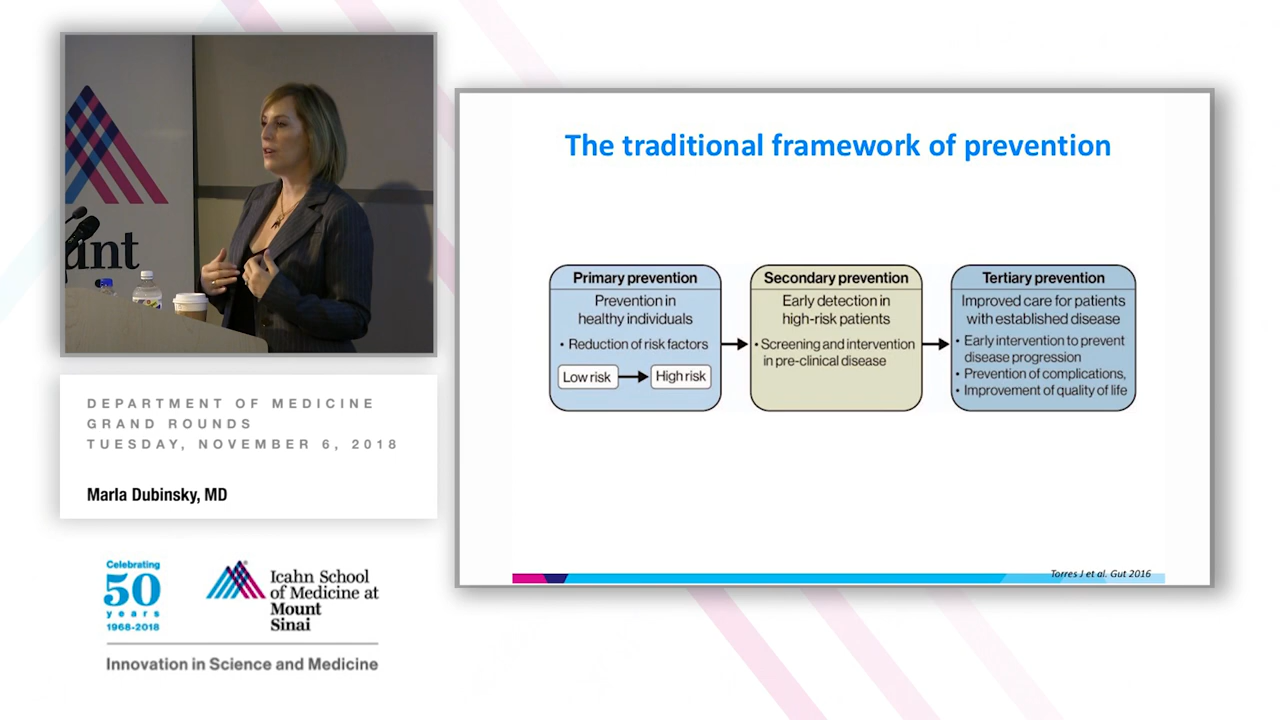 unt
DEPARTMENT OF MEDICINE
GRAND ROUNDS
TUESDAY, NOVEMBER 6, 2018
Marla Dubinsky, MD
Celebrating
50
years
1968-2018
Icahn School
of Medicine at
Mount
Sinai
Innovation in Science and Medicine
The traditional framework of prevention
Primary prevention
Prevention in
healthy individuals
• Reduction of risk factors
Low risk
High risk
Secondary prevention
Early detection in
high-risk patients
• Screening and intervention
in pre-clinical disease
Tertiary prevention
Improved care for patients
with established disease
• Early intervention to prevent
disease progression
• Prevention of complications,
• Improvement of quality of life
Torres J et al. Gut 2016